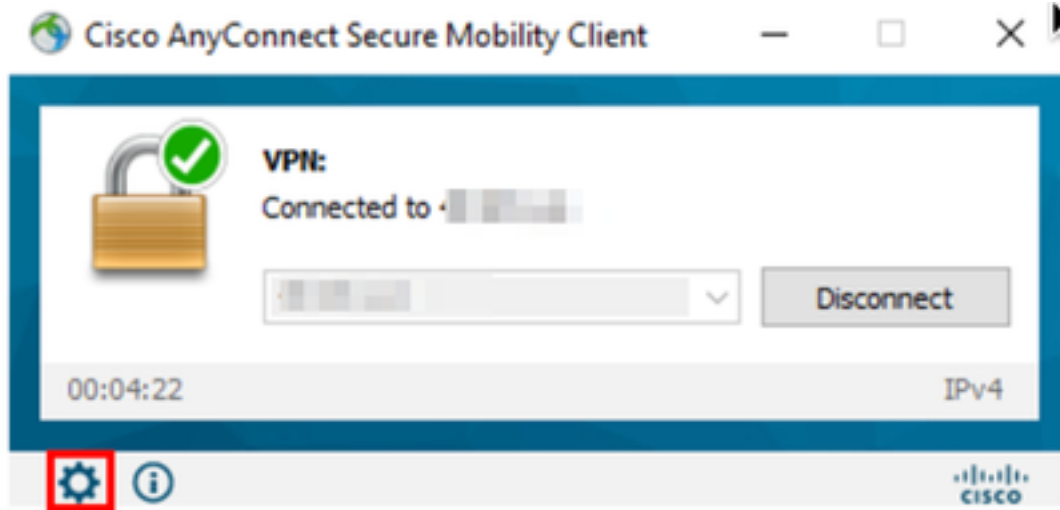 Cisco AnyConnect Secure Mobility Client
VPN:
Connected to
Disconnect
00:04:22
IPv4
CISCO